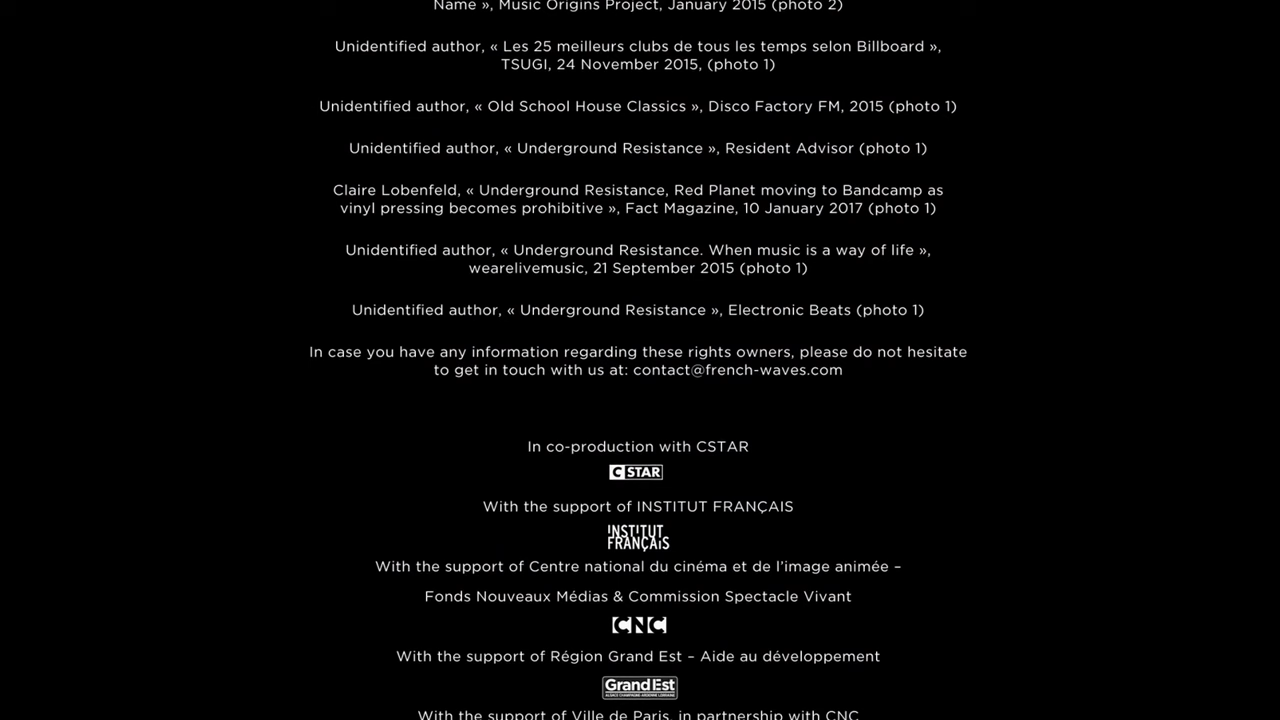 Name », Music Origins Project, January 2015 (photo 2)
Unidentified author, « Les 25 meilleurs clubs de tous les temps selon Billboard »,
TSUGI, 24 November 2015, (photo 1)
Unidentified author, « Old School House Classics », Disco Factory FM, 2015 (photo 1)
Unidentified author, « Underground Resistance », Resident Advisor (photo 1)
Claire Lobenfeld, « Underground Resistance, Red Planet moving to Bandcamp as
vinyl pressing becomes prohibitive », Fact Magazine, 10 January 2017 (photo 1)
Unidentified author, « Underground Resistance. When music is a way of life »,
wearelivemusic, 21 September 2015 (photo 1)
Unidentified author, « Underground Resistance », Electronic Beats (photo 1)
In case you have any information regarding these rights owners, please do not hesitate
to get in touch with us at: contact@french-waves.com
In co-production with CSTAR
C STAR
With the support of INSTITUT FRANÇAIS
INSTITUT
FRANÇAIS
With the support of Centre national du cinéma et de l’image animée –
Fonds Nouveaux Médias & Commission Spectacle Vivant
CNC
With the support of Région Grand Est – Aide au développement
GrandEst
ALSACE CHAMPAGNE-ARDENNE LORRAINE
With the support of Ville de Paris, in partnership with CNC